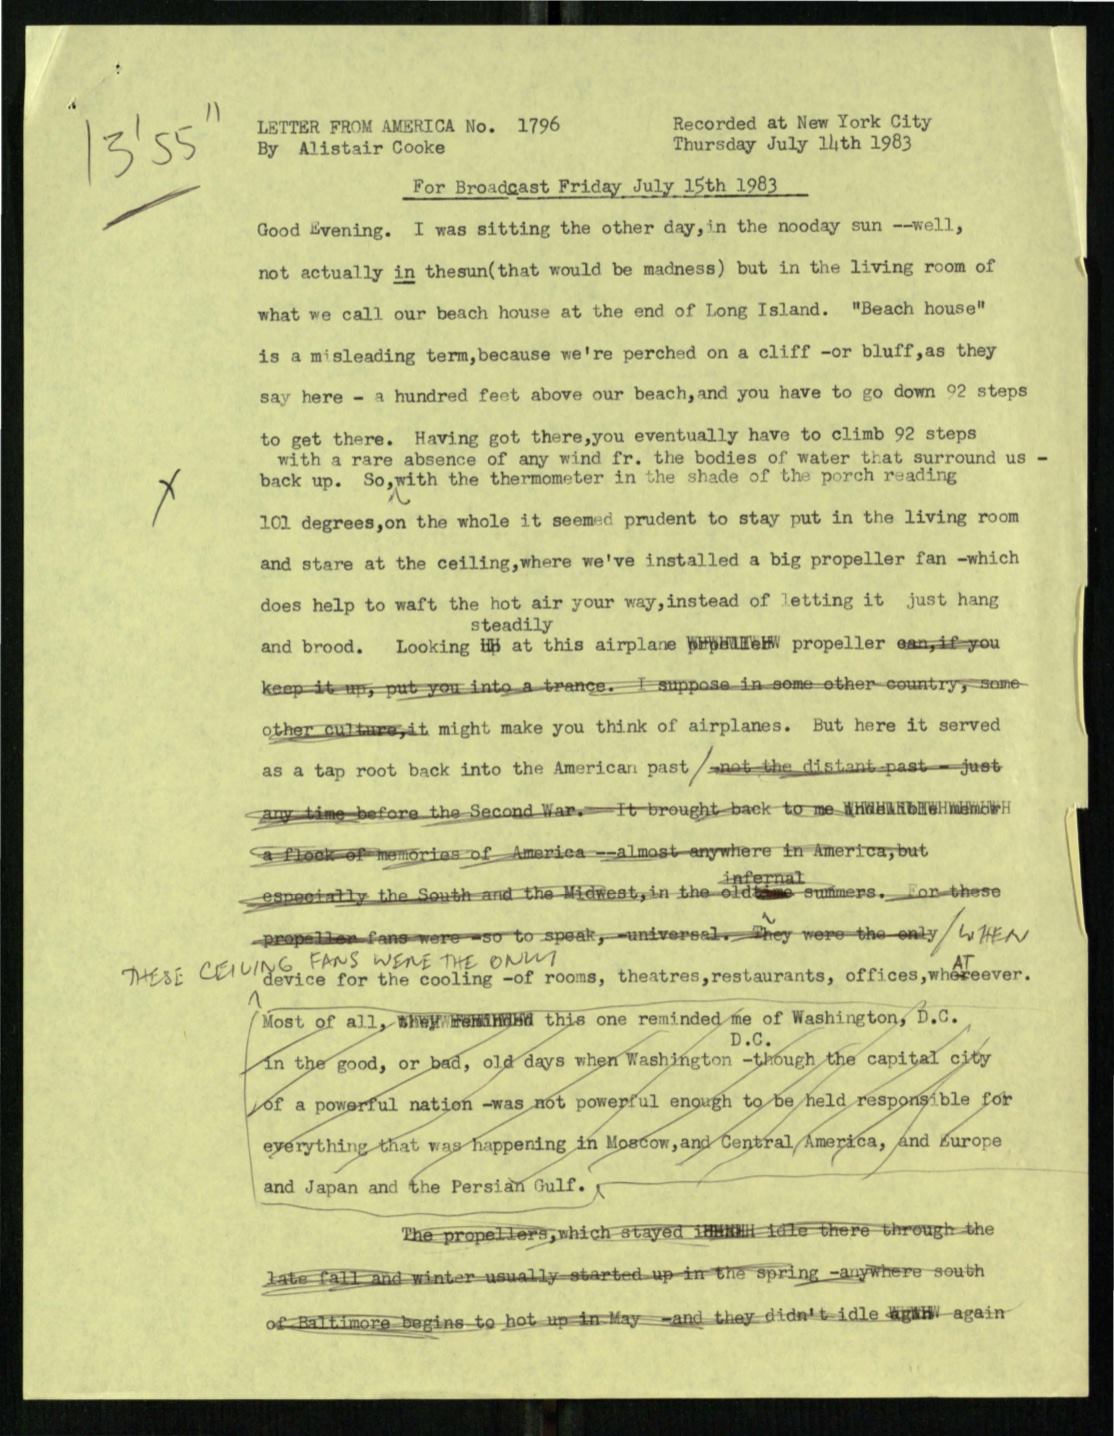 13'55"
LETTER FROM AMERICA No. 1796
By Alistair Cooke
Recorded at New York City
Thursday July 14th 1983
For Broadcast Friday July 15th 1983
Good Evening. I was sitting the other day,in the nooday sun --well,
not actually in thesun(that would be madness) but in the living room of
what we call our beach house at the end of Long Island. "Beach house"
is a misleading term,because we're perched on a cliff -or bluff,as they
say here - a hundred feet above our beach,and you have to go down 92 steps
to get there. Having got there,you eventually have to climb 92 steps
with a rare absence of any wind fr. the bodies of water that surround us -
X
back up. So,with the thermometer in the shade of the porch reading
101 degrees,on the whole it seemed prudent to stay put in the living room
and stare at the ceiling,where we've installed a big propeller fan -which
does help to waft the hot air your way,instead of letting it just hang
steadily
and brood. Looking at this airplane propeller can,if you
keep it up, put you into a trance. I suppose in some other country, some
other culture,it might make you think of airplanes. But here it served
as a tap root back into the American past / -not the distant past - just
any time before the Second War. It brought back to me
a flock of memories of America --almost anywhere in America,but
infernal
especially the South and the Midwest,in the old summers. For these
propeller fans were -so to speak, -universal. They were the only / WHEN
THESE CEILING FANS WERE THE ONLY
AT
device for the cooling -of rooms, theatres,restaurants, offices,whereever.
Most of all, this one reminded me of Washington, D.C.
D.C.
in the good, or bad, old days when Washington -though the capital city
of a powerful nation -was not powerful enough to be held responsible for
everything that was happening in Moscow,and Central America, and Europe
and Japan and the Persian Gulf.
The propellers,which stayed idle there through the
late fall and winter usually started up in the spring -anywhere south
of Baltimore begins to hot up in May -and they didn't idle again